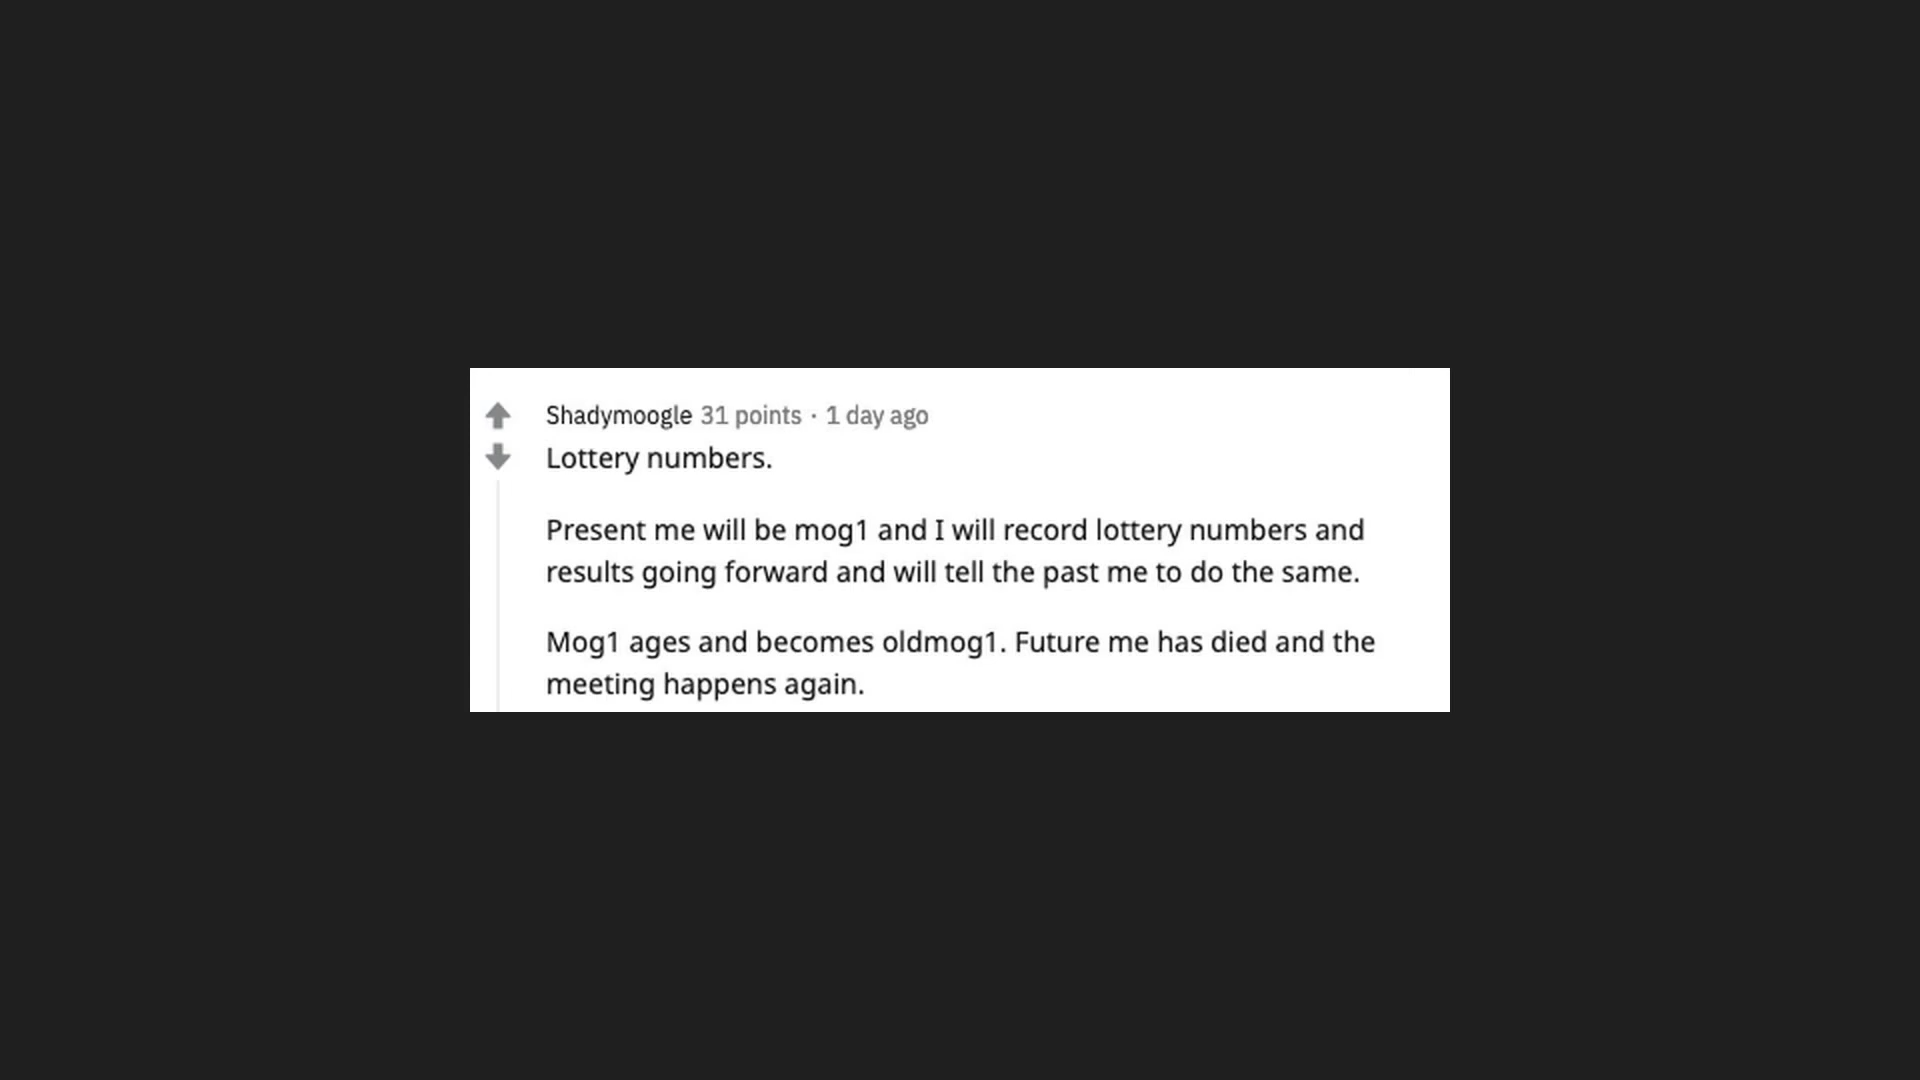 Shadymoogle 31 points · 1 day ago
Lottery numbers.
Present me will be mog1 and I will record lottery numbers and
results going forward and will tell the past me to do the same.
Mog1 ages and becomes oldmog1. Future me has died and the
meeting happens again.